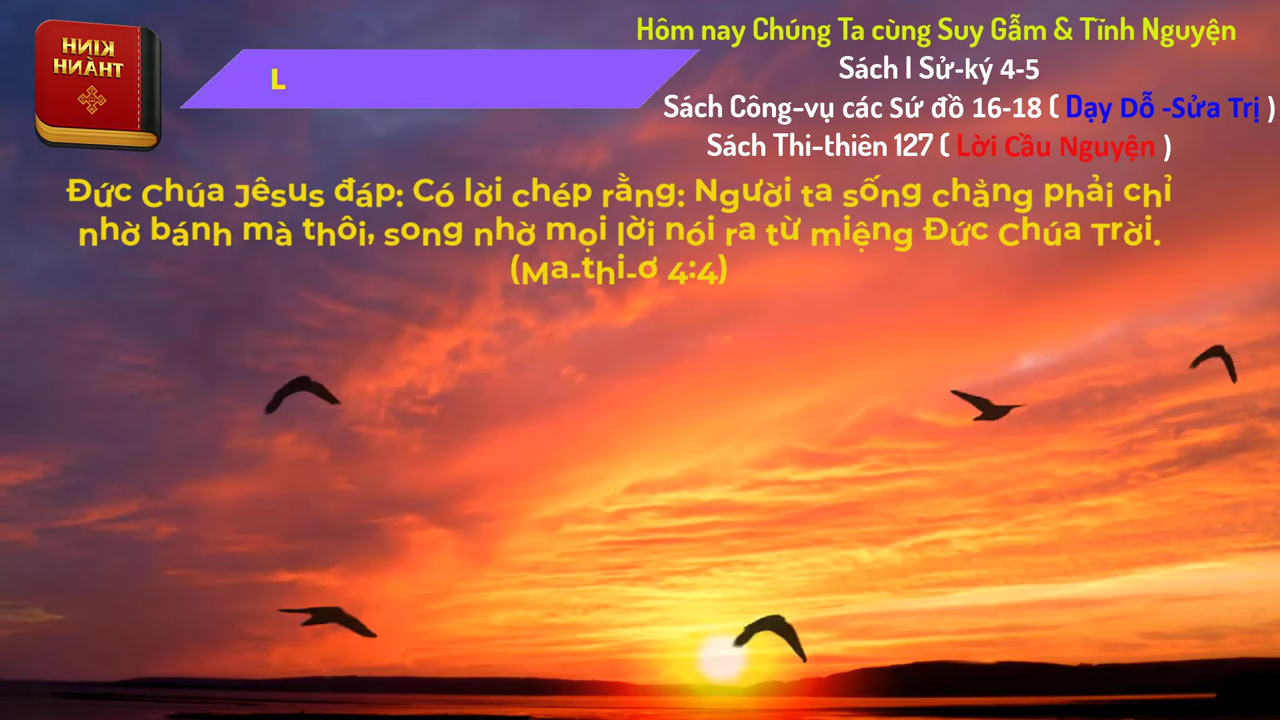 KINH
THÁNH
L
Hôm nay Chúng Ta cùng Suy Gẫm & Tĩnh Nguyện
Sách I Sử-ký 4-5
Sách Công-vụ các Sứ đồ 16-18 ( Dạy Dỗ -Sửa Trị )
Sách Thi-thiên 127 ( Lời Cầu Nguyện )
Đức Chúa Jêsus đáp: Có lời chép rằng: Người ta sống chẳng phải chỉ
nhờ bánh mà thôi, song nhờ mọi lời nói ra từ miệng Đức Chúa Trời.
(Ma-thi-ơ 4:4)